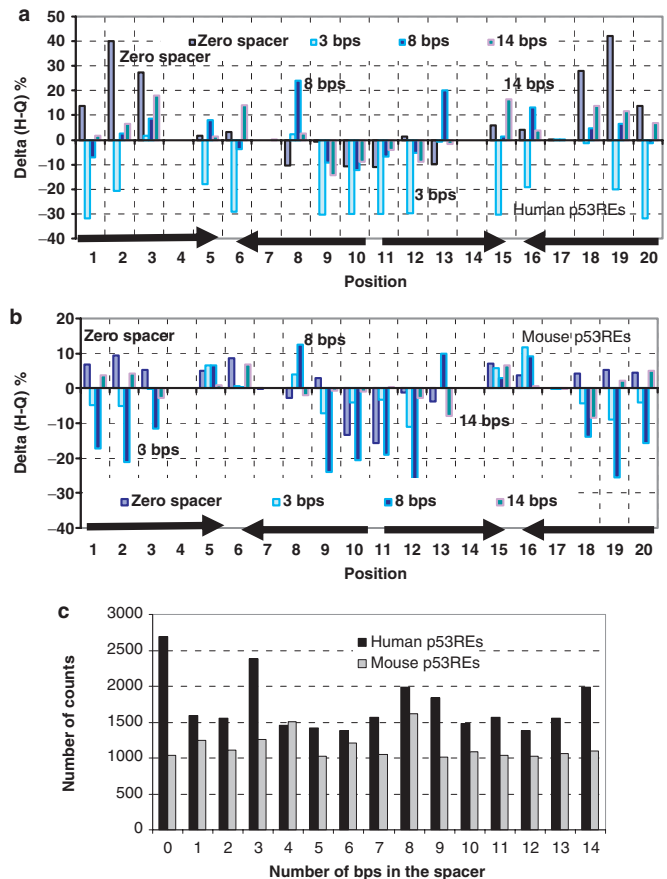 a
50
40
30
20
10
0
–10
–20
–30
–40
Delta (H-Q) %
Zero spacer 3 bps 8 bps 14 bps
Zero spacer
8 bps
14 bps
3 bps
Human p53REs
1 2 3 4 5 6 7 8 9 10 11 12 13 14 15 16 17 18 19 20
Position
b
20
10
0
–10
–20
–30
–40
Delta (H-Q) %
Zero spacer
8 bps
Mouse p53REs
3 bps
14 bps
Zero spacer 3 bps 8 bps 14 bps
1 2 3 4 5 6 7 8 9 10 11 12 13 14 15 16 17 18 19 20
Position
c
3000
2500
2000
1500
1000
500
0
Number of counts
Human p53REs
Mouse p53REs
0 1 2 3 4 5 6 7 8 9 10 11 12 13 14
Number of bps in the spacer